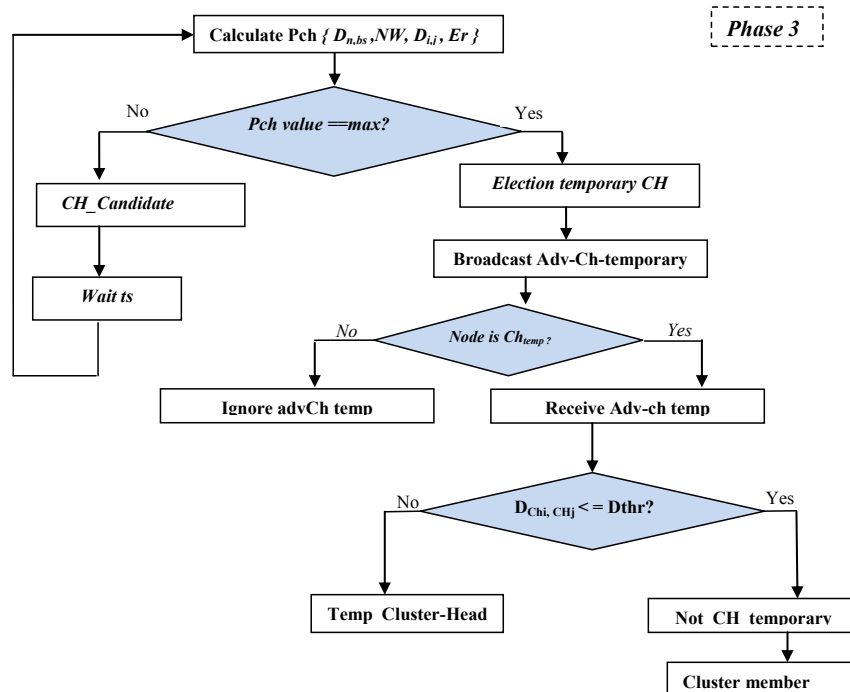 Phase 3
Calculate Pch { Dn,bs ,NW, Di,j , Er }
No
Pch value ==max?
Yes
CH_Candidate
Election temporary CH
Wait ts
Broadcast Adv-Ch-temporary
No
Node is Chtemp ?
Yes
Ignore advCh temp
Receive Adv-ch temp
No
DChi, CHj < = Dthr?
Yes
Temp Cluster-Head
Not CH temporary
Cluster member